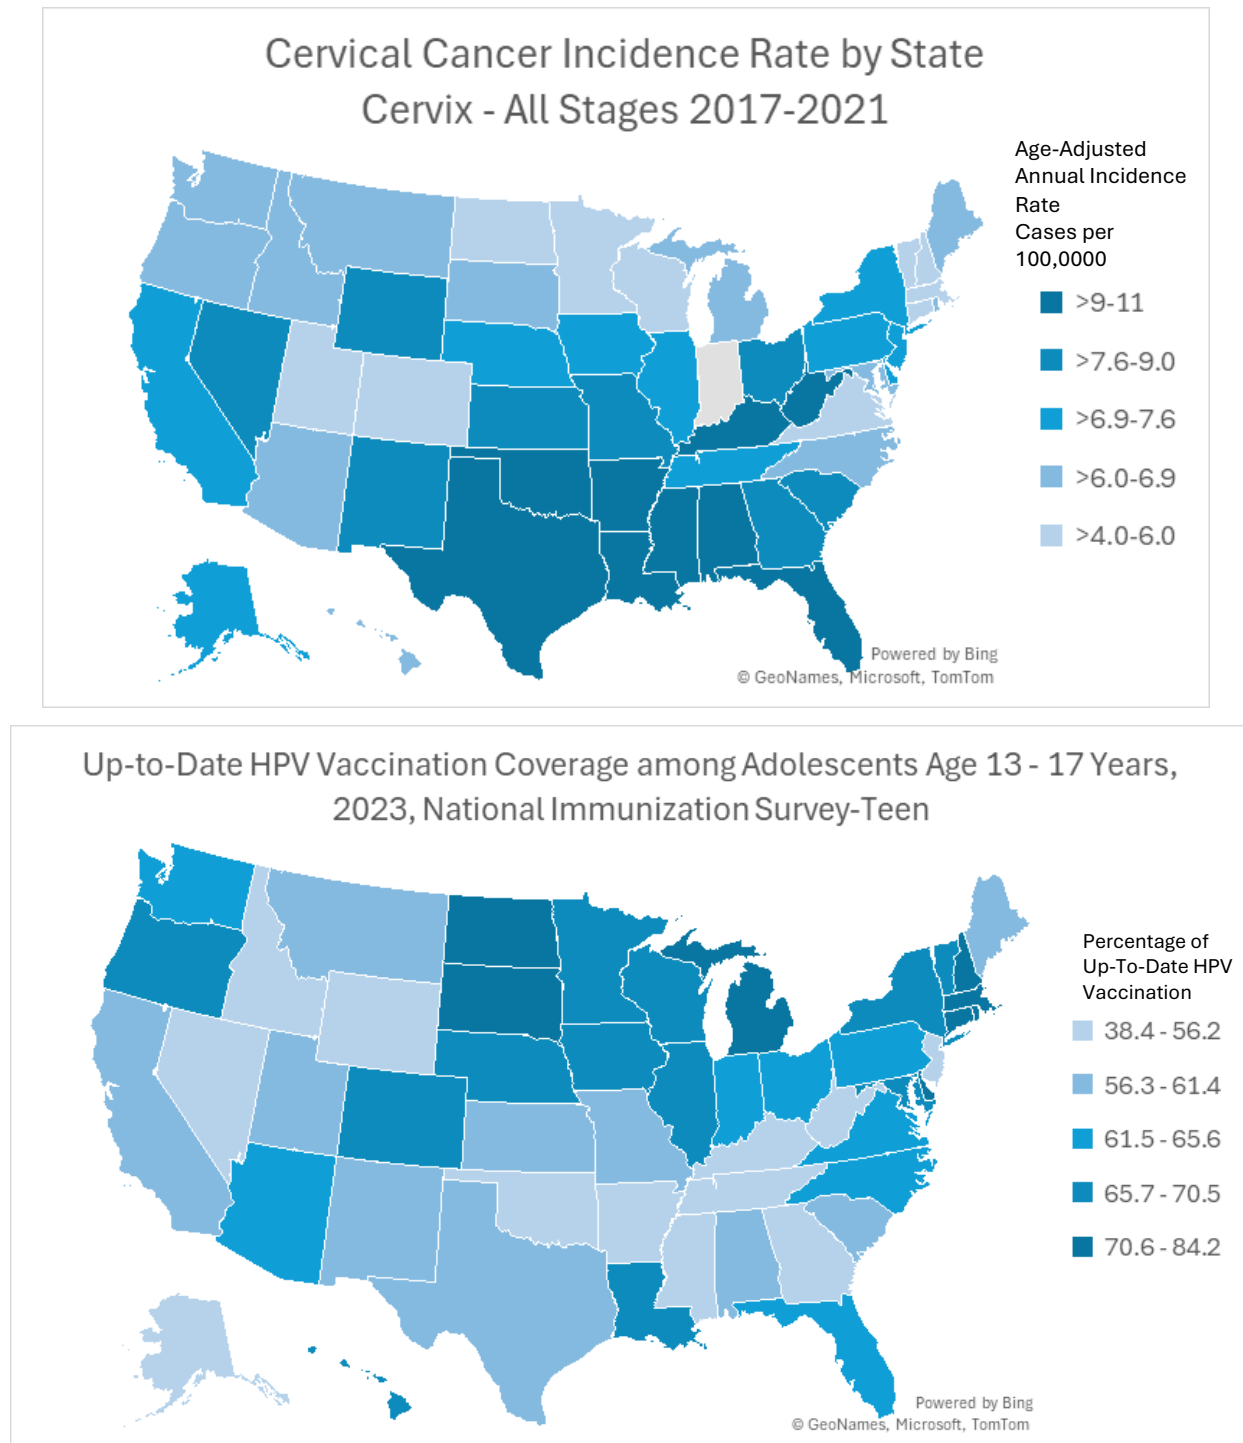 Cervical Cancer Incidence Rate by State
Cervix - All Stages 2017-2021
Age-Adjusted
Annual Incidence
Rate
Cases per
100,0000
>9-11
>7.6-9.0
>6.9-7.6
>6.0-6.9
>4.0-6.0
Powered by Bing
© GeoNames, Microsoft, TomTom
Up-to-Date HPV Vaccination Coverage among Adolescents Age 13 - 17 Years,
2023, National Immunization Survey-Teen
Percentage of
Up-To-Date HPV
Vaccination
38.4 - 56.2
56.3 - 61.4
61.5 - 65.6
65.7 - 70.5
70.6 - 84.2
Powered by Bing
© GeoNames, Microsoft, TomTom